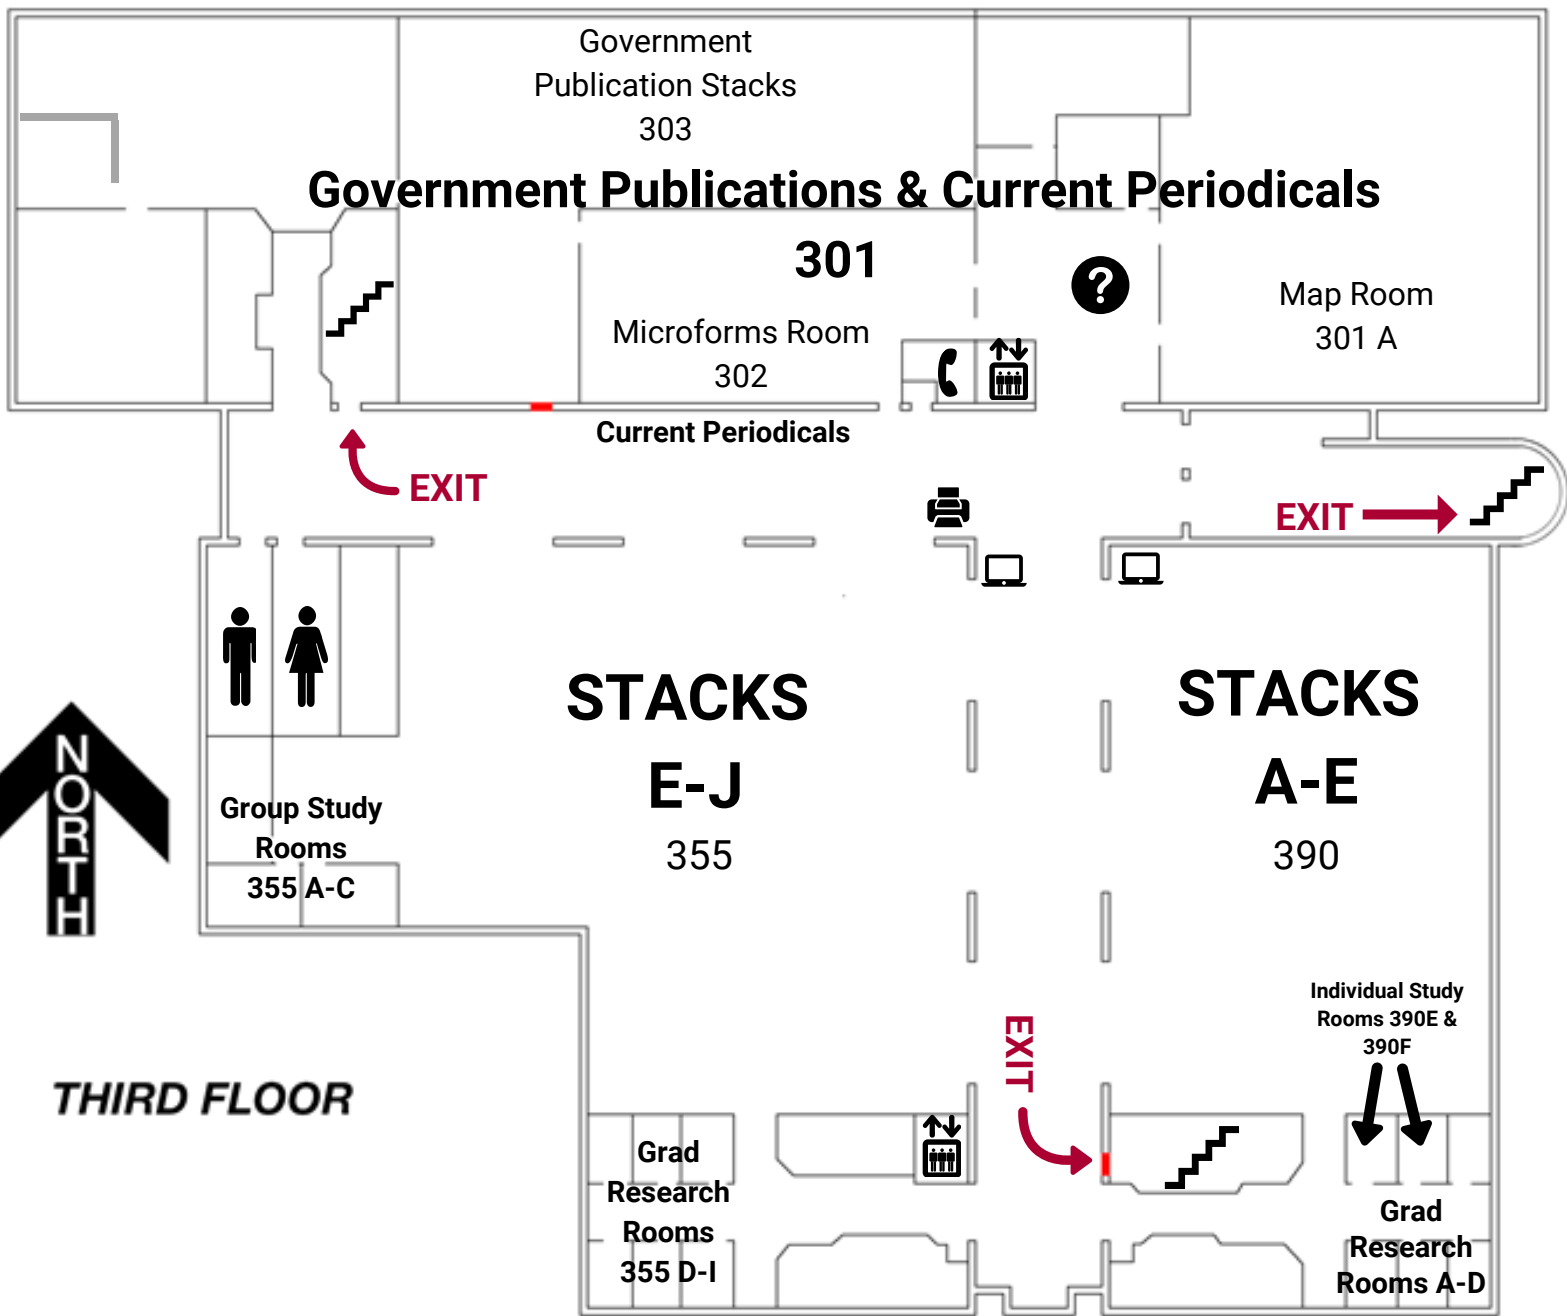 Government
Publication Stacks
303
Government Publications & Current Periodicals
301
?
Map Room
301 A
Microforms Room
302
Current Periodicals
EXIT
EXIT
STACKS
E-J
355
STACKS
A-E
390
NORTH
Group Study
Rooms
355 A-C
Individual Study
Rooms 390E &
390F
EXIT
THIRD FLOOR
Grad
Research
Rooms
355 D-I
Grad
Research
Rooms A-D